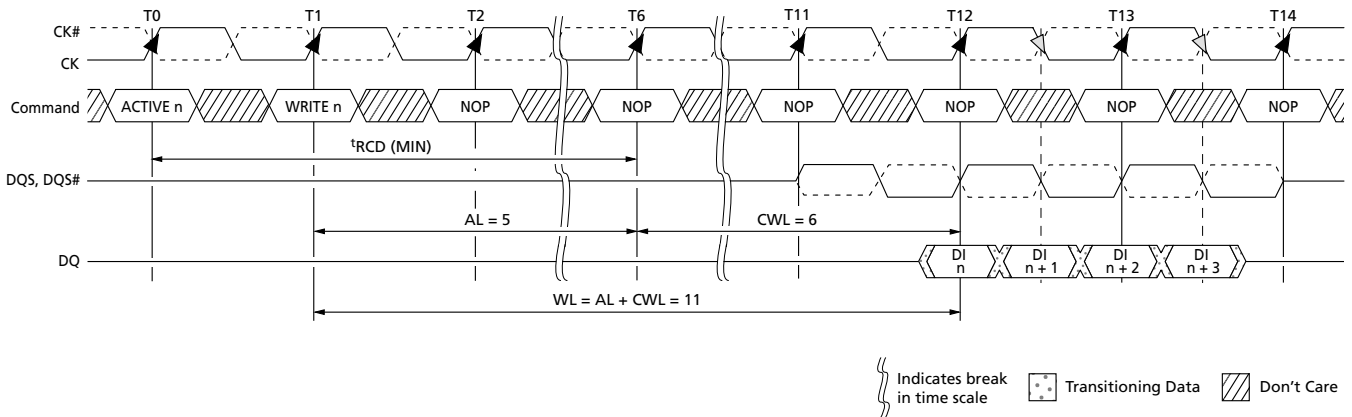 T0 T1 T2 T6 T11 T12 T13 T14
CK#
CK
Command ACTIVE n WRITE n NOP NOP NOP NOP NOP NOP
tRCD (MIN)
DQS, DQS#
AL = 5 CWL = 6
DQ DI n DI n + 1 DI n + 2 DI n + 3
WL = AL + CWL = 11
Indicates break
in time scale
Transitioning Data
Don't Care